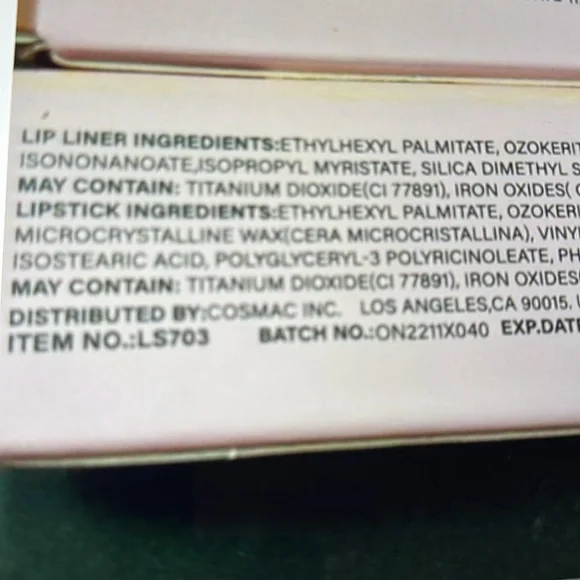 LIP LINER INGREDIENTS:ETHYLHEXYL PALMITATE, OZOKERIT
ISONONANOATE,ISOPROPYL MYRISTATE, SILICA DIMETHYL S
MAY CONTAIN: TITANIUM DIOXIDE(CI 77891), IRON OXIDES( C
LIPSTICK INGREDIENTS:ETHYLHEXYL PALMITATE, OZOKERI
MICROCRYSTALLINE WAX(CERA MICROCRISTALLINA), VINY
ISOSTEARIC ACID, POLYGLYCERYL-3 POLYRICINOLEATE, PH
MAY CONTAIN: TITANIUM DIOXIDE(CI 77891), IRON OXIDES
DISTRIBUTED BY:COSMAC INC. LOS ANGELES,CA 90015.
ITEM NO.:LS703 BATCH NO.:ON2211X040 EXP.DATE